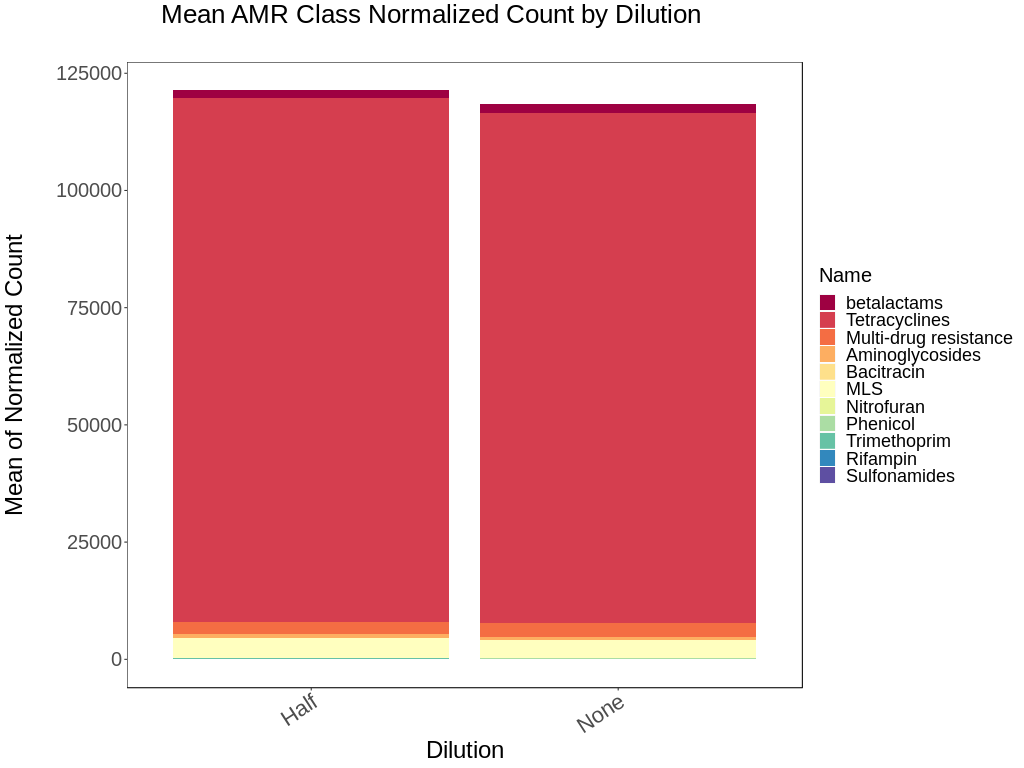 Mean AMR Class Normalized Count by Dilution
125000
100000
75000
50000
25000
0
Mean of Normalized Count
Half
None
Dilution
Name
betalactams
Tetracyclines
Multi-drug resistance
Aminoglycosides
Bacitracin
MLS
Nitrofuran
Phenicol
Trimethoprim
Rifampin
Sulfonamides